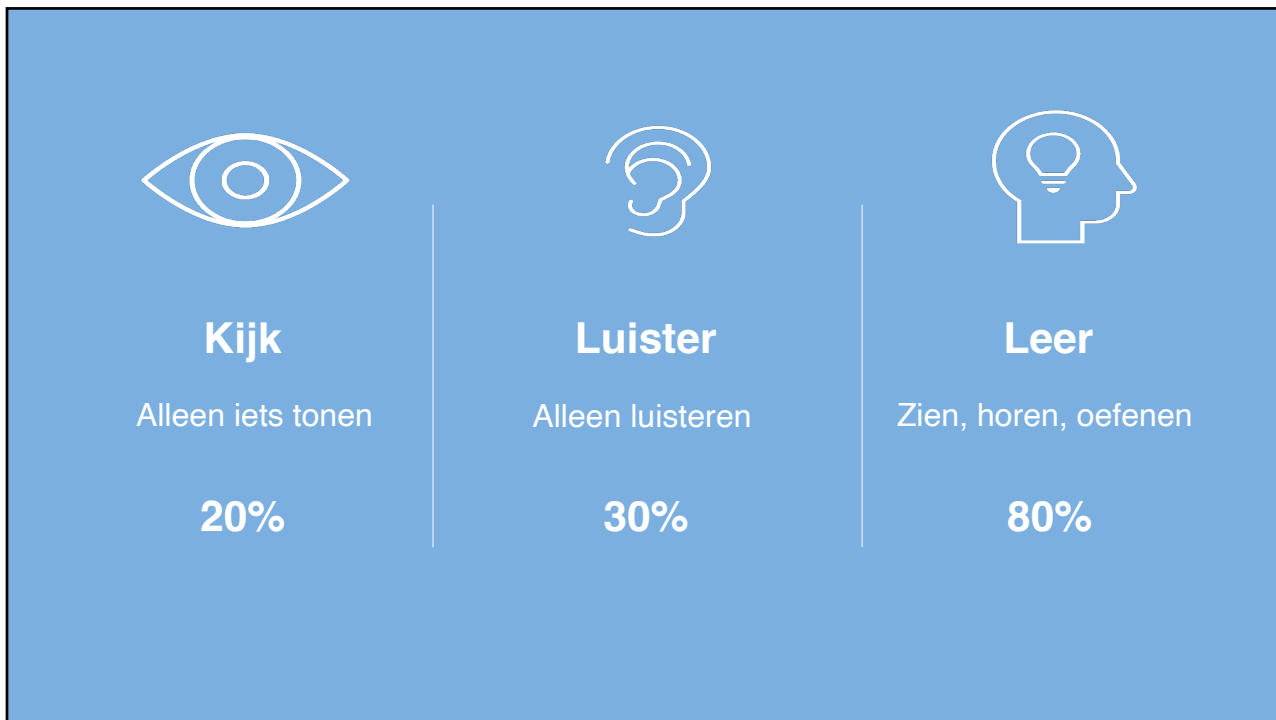 Kijk
Alleen iets tonen
20%
Luister
Alleen luisteren
30%
Leer
Zien, horen, oefenen
80%